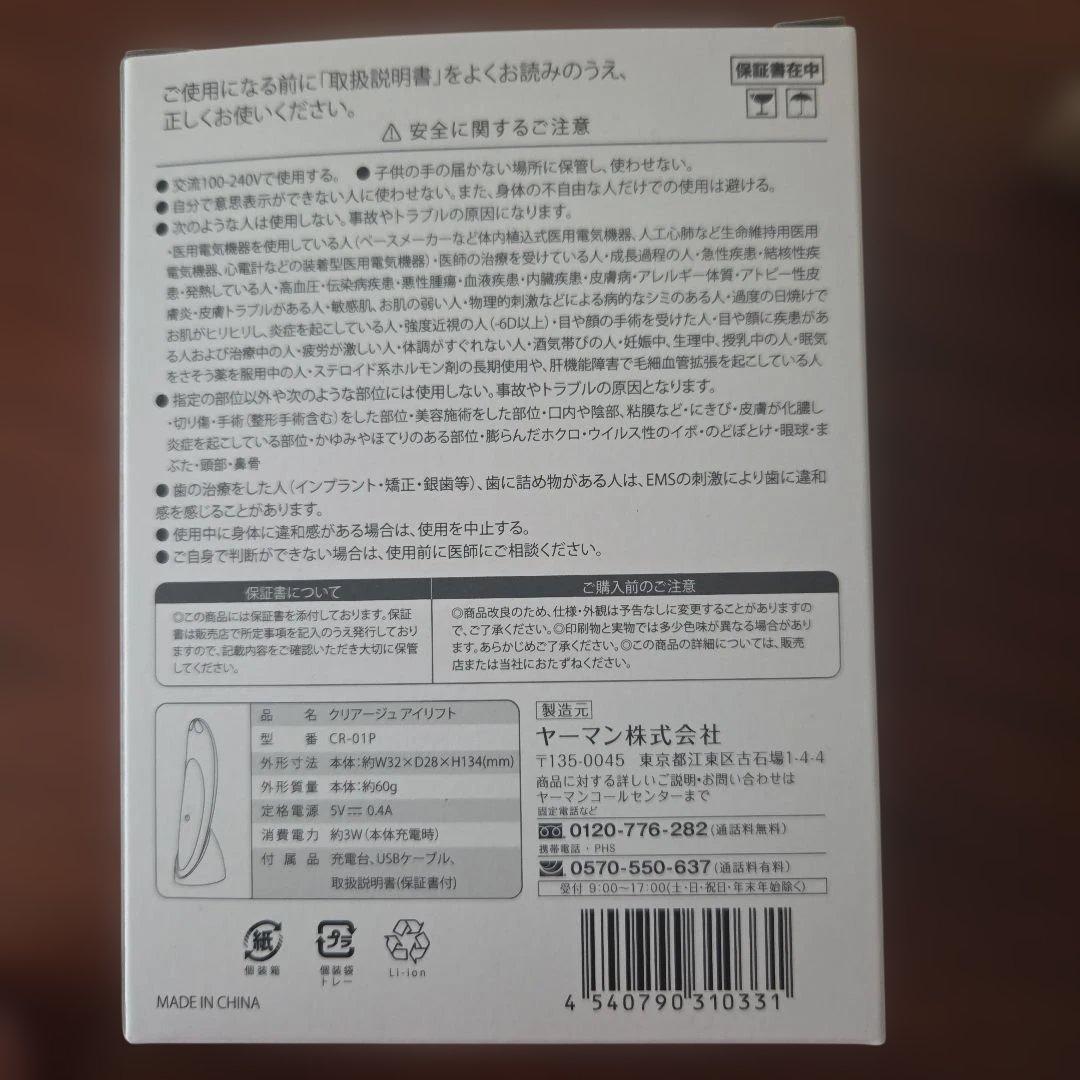 ご使用になる前に「取扱説明書」をよくお読みのうえ、
正しくお使いください。
保証書在中
⚠ 安全に関するご注意
●交流100-240Vで使用する。 ●子供の手の届かない場所に保管し、使わせない。
●自分で意思表示ができない人に使わせない。また、身体の不自由な人だけでの使用は避ける。
●次のような人は使用しない。事故やトラブルの原因になります。
・医用電気機器を使用している人（ペースメーカーなど体内植込式医用電気機器、人工心肺など生命維持用医用
電気機器、心電計などの装着型医用電気機器）・医師の治療を受けている人・成長過程の人・急性疾患・結核性疾
患・発熱している人・高血圧・伝染病疾患・悪性腫瘍・血液疾患・内臓疾患・皮膚病・アレルギー体質・アトピー性皮
膚炎・皮膚トラブルがある人・敏感肌、お肌の弱い人・物理的刺激などによる病的なシミのある人・過度の日焼けで
お肌がヒリヒリし、炎症を起こしている人・強度近視の人（-6D以上）・目や顔の手術を受けた人・目や顔に疾患があ
る人および治療中の人・疲労が激しい人・体調がすぐれない人・酒気帯びの人・妊娠中、生理中、授乳中の人・眠気
をさそう薬を服用中の人・ステロイド系ホルモン剤の長期使用や、肝機能障害で毛細血管拡張を起こしている人
●指定の部位以外や次のような部位には使用しない。事故やトラブルの原因となります。
・切り傷・手術（整形手術含む）をした部位・美容施術をした部位・口内や陰部、粘膜など・にきび・皮膚が化膿し
炎症を起こしている部位・かゆみやほてりのある部位・膨らんだホクロ・ウイルス性のイボ・のどぼとけ・眼球・ま
ぶた・頭部・鼻骨
●歯の治療をした人（インプラント・矯正・銀歯等）、歯に詰め物がある人は、EMSの刺激により歯に違和
感を感じることがあります。
●使用中に身体に違和感がある場合は、使用を中止する。
●ご自身で判断ができない場合は、使用前に医師にご相談ください。
保証書について
◎この商品には保証書を添付しております。保証
書は販売店で所定事項を記入のうえ発行しており
ますので、記載内容をご確認いただき大切に保管
してください。
ご購入前のご注意
◎商品改良のため、仕様・外観は予告なしに変更することがありますの
で、ご了承ください。◎印刷物と実物では多少色味が異なる場合があり
ます。あらかじめご了承ください。◎この商品の詳細については、販売
店または当社におたずねください。
品名 クリアージュ アイリフト
型番 CR-01P
外形寸法 本体：約W32×D28×H134(mm)
外形質量 本体：約60g
定格電源 5V⎓ 0.4A
消費電力 約3W（本体充電時）
付属品 充電台、USBケーブル、
取扱説明書(保証書付)
製造元
ヤーマン株式会社
〒135-0045 東京都江東区古石場1-4-4
商品に対する詳しいご説明・お問い合わせは
ヤーマンコールセンターまで
固定電話など
0120-776-282（通話料無料）
携帯電話・PHS
0570-550-637（通話料有料）
受付 9:00〜17:00(土・日・祝日・年末年始除く)
紙
個装箱
プラ
個装袋
トレー
Li-ion
MADE IN CHINA
4 540790 310331